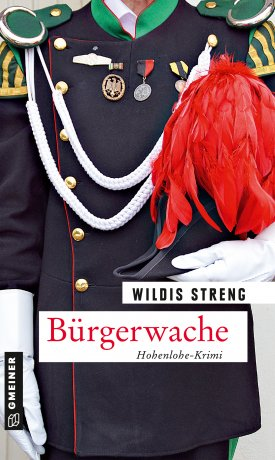 WILDIS STRENG
Bürgerwache
Hohenlohe-Krimi
GMEINER